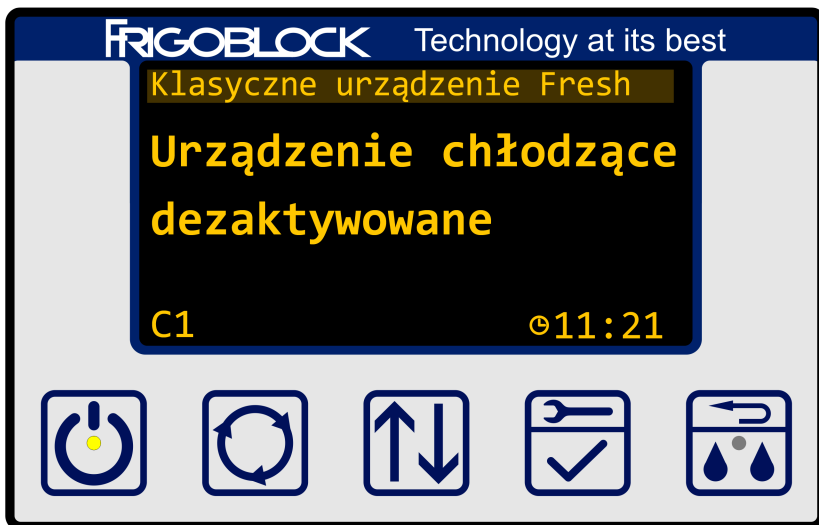 FRIGOBLOCK Technology at its best
Klasyczne urządzenie Fresh
Urządzenie chłodzące
dezaktywowane
C1 11:21